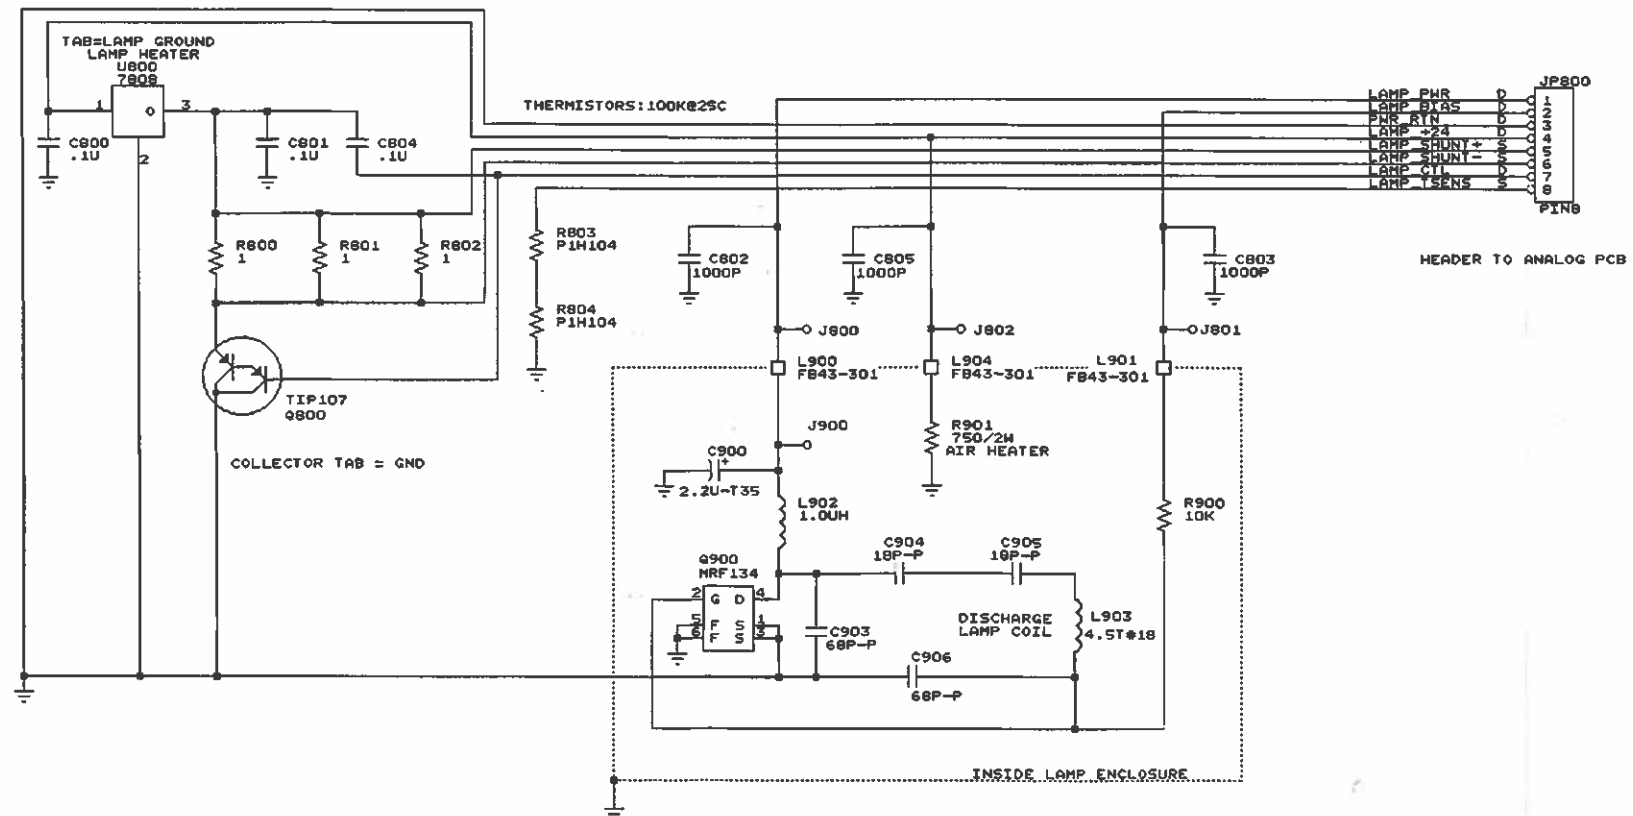 TAB=LAMP GROUND
LAMP HEATER
U800
7808
1
O
3
2
C800
.1U
C801
.1U
C804
.1U
THERMISTORS:100K@25C
JP800
LAMP PWR D 1
LAMP BIAS D 2
PWR RTN D 3
LAMP +24 D 4
LAMP SHUNT+ S 5
LAMP SHUNT- S 6
LAMP CTL D 7
LAMP TSENS S 8
PIN8
HEADER TO ANALOG PCB
R800
1
R801
1
R802
1
R803
P1H104
R804
P1H104
C802
1000P
C805
1000P
C803
1000P
J800
J802
J801
L900
FB43-301
L904
FB43-301
L901
FB43-301
TIP107
Q800
COLLECTOR TAB = GND
J900
C900
+
2.2U-T35
R901
750/2W
AIR HEATER
L902
1.0UH
R900
10K
Q900
MRF134
2 G D 4
5 F S 1
6 F S 3
C904
18P-P
C905
18P-P
C903
68P-P
DISCHARGE
LAMP COIL
L903
4.5T#18
C906
68P-P
INSIDE LAMP ENCLOSURE